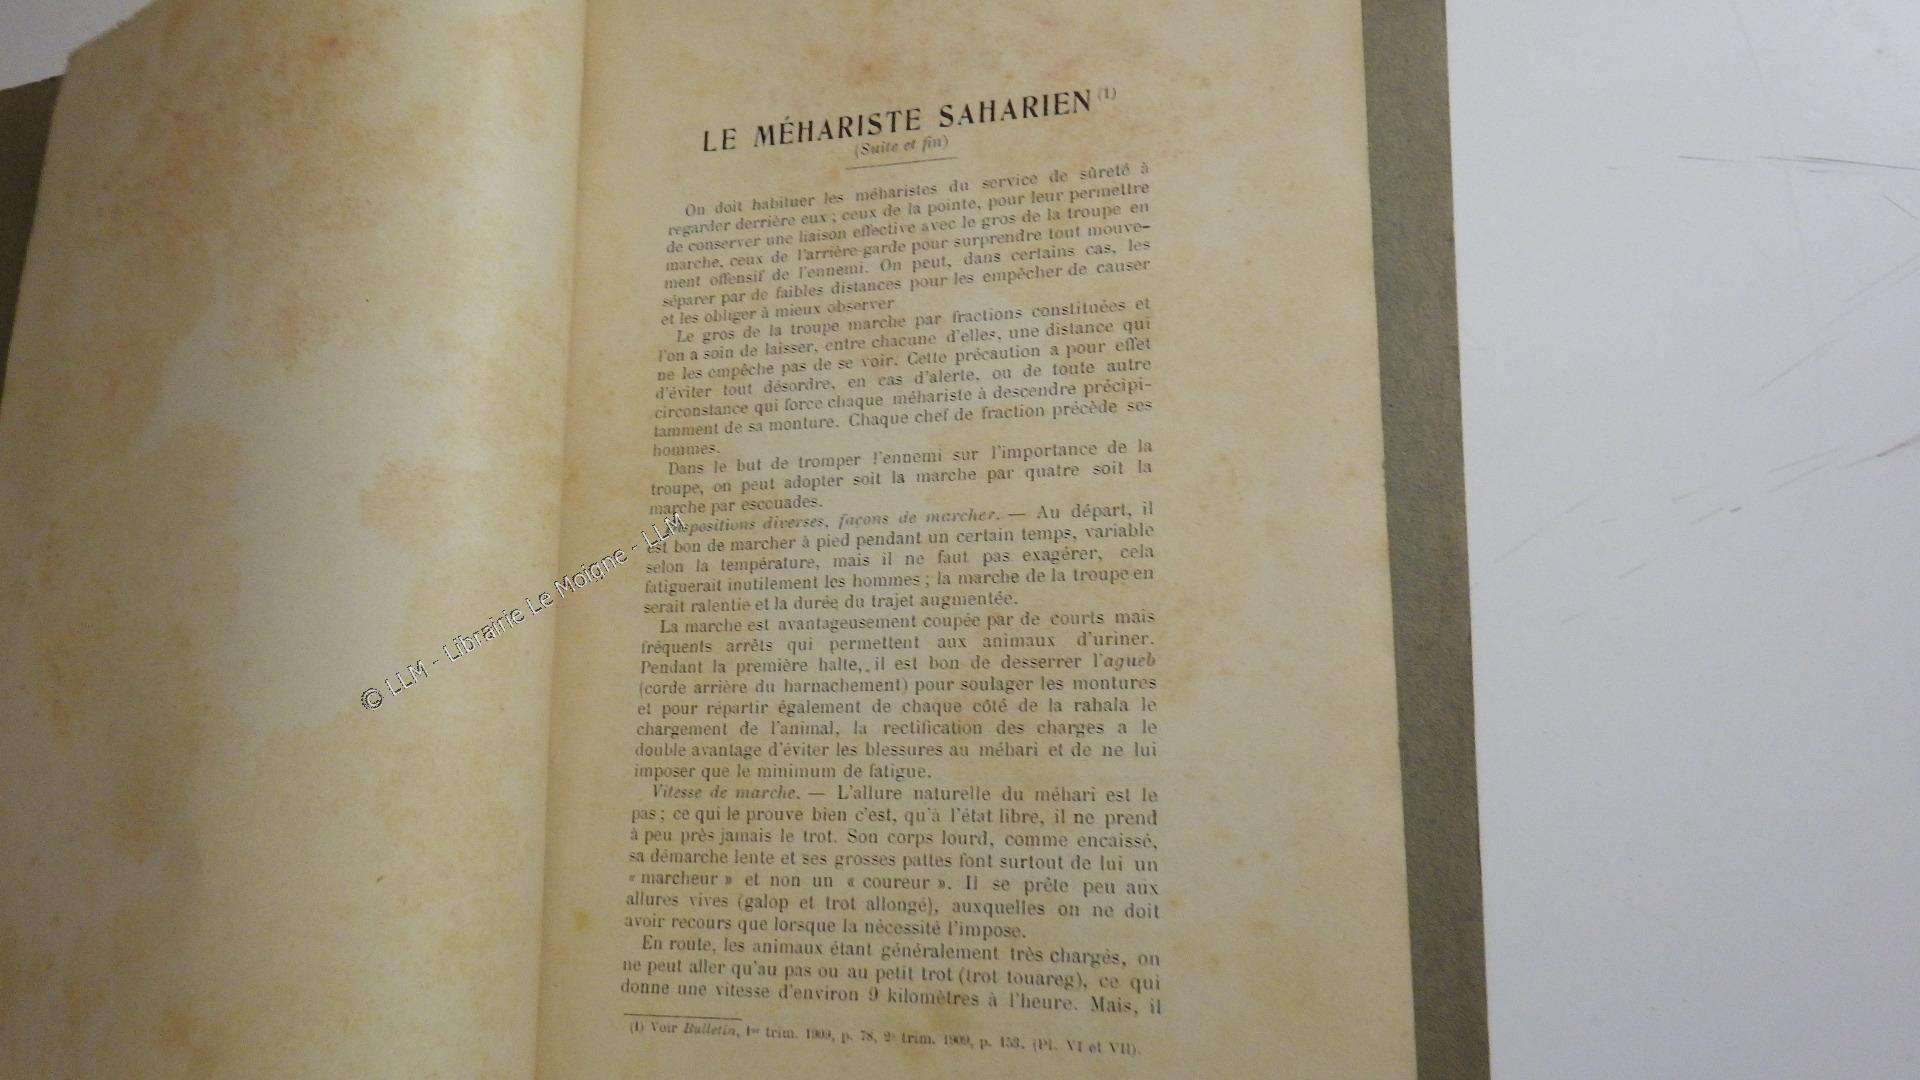 LE MÉHARISTE SAHARIEN (1)
(Suite et fin)
On doit habituer les méharistes du service de sûreté à
regarder derrière eux ; ceux de la pointe, pour leur permettre
de conserver une liaison effective avec le gros de la troupe en
marche, ceux de l'arrière-garde pour surprendre tout mouve-
ment offensif de l'ennemi. On peut, dans certains cas, les
séparer par de faibles distances pour les empêcher de causer
et les obliger à mieux observer
Le gros de la troupe marche par fractions constituées et
l'on a soin de laisser, entre chacune d'elles, une distance qui
ne les empêche pas de se voir. Cette précaution a pour effet
d'éviter tout désordre, en cas d'alerte, ou de toute autre
circonstance qui force chaque méhariste à descendre précipi-
tamment de sa monture. Chaque chef de fraction précède ses
hommes.
Dans le but de tromper l'ennemi sur l'importance de la
troupe, on peut adopter soit la marche par quatre soit la
marche par escouades.
Dispositions diverses, façons de marcher. — Au départ, il
est bon de marcher à pied pendant un certain temps, variable
selon la température, mais il ne faut pas exagérer, cela
fatiguerait inutilement les hommes ; la marche de la troupe en
serait ralentie et la durée du trajet augmentée.
La marche est avantageusement coupée par de courts mais
fréquents arrêts qui permettent aux animaux d'uriner.
Pendant la première halte, il est bon de desserrer l'agueb
(corde arrière du harnachement) pour soulager les montures
et pour répartir également de chaque côté de la rahala le
chargement de l'animal, la rectification des charges a le
double avantage d'éviter les blessures au méhari et de ne lui
imposer que le minimum de fatigue.
Vitesse de marche. — L'allure naturelle du méhari est le
pas ; ce qui le prouve bien c'est, qu'à l'état libre, il ne prend
à peu près jamais le trot. Son corps lourd, comme encaissé,
sa démarche lente et ses grosses pattes font surtout de lui un
« marcheur » et non un « coureur ». Il se prête peu aux
allures vives (galop et trot allongé), auxquelles on ne doit
avoir recours que lorsque la nécessité l'impose.
En route, les animaux étant généralement très chargés, on
ne peut aller qu'au pas ou au petit trot (trot touareg), ce qui
donne une vitesse d'environ 9 kilomètres à l'heure. Mais, il
(1) Voir Bulletin, 1er trim. 1909, p. 78, 2e trim. 1909, p. 153. (Pl. VI et VII).
© LLM - Librairie Le Moigne - LLM